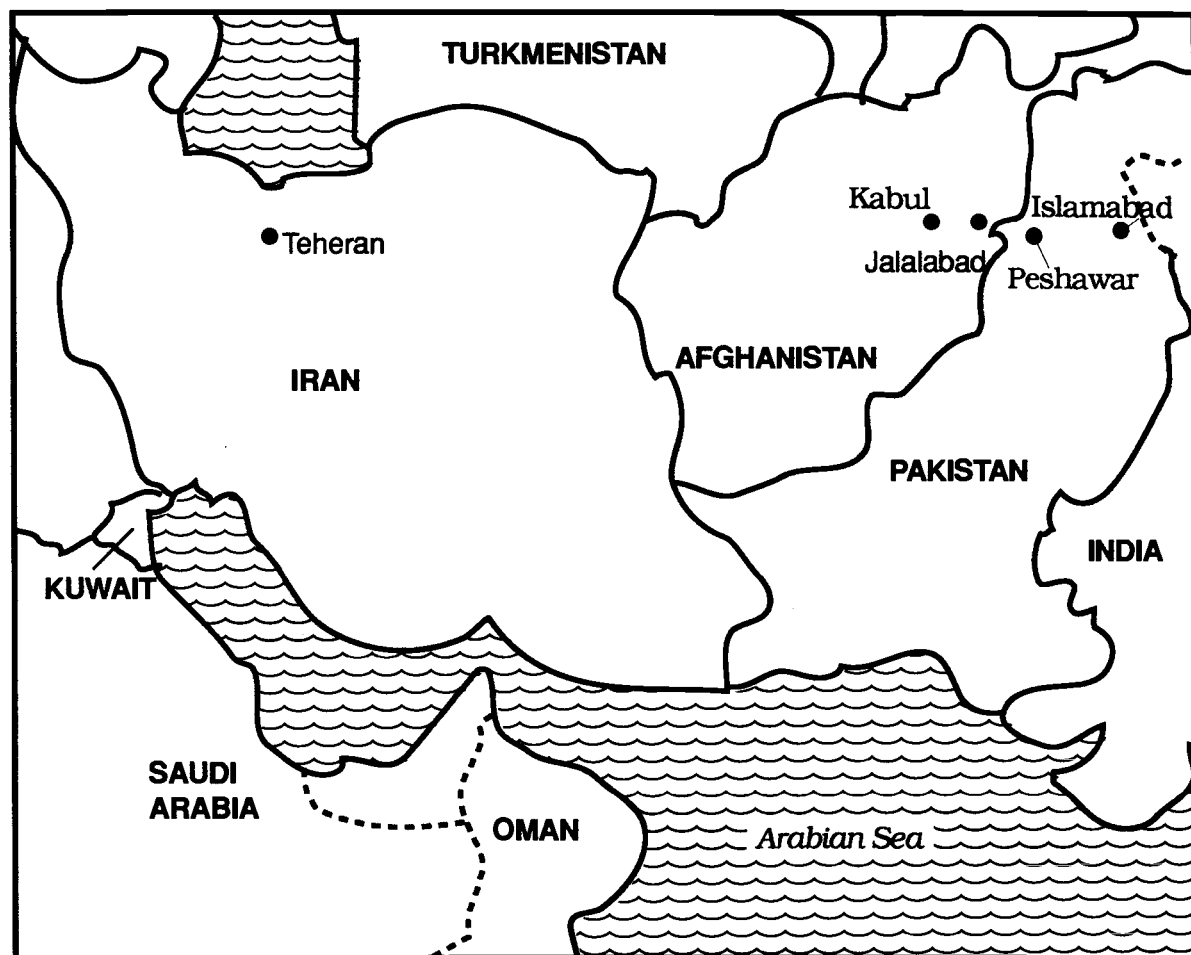 TURKMENISTAN
Kabul
Islamabad
Teheran
Jalalabad
Peshawar
AFGHANISTAN
IRAN
PAKISTAN
INDIA
KUWAIT
SAUDI
ARABIA
OMAN
Arabian Sea